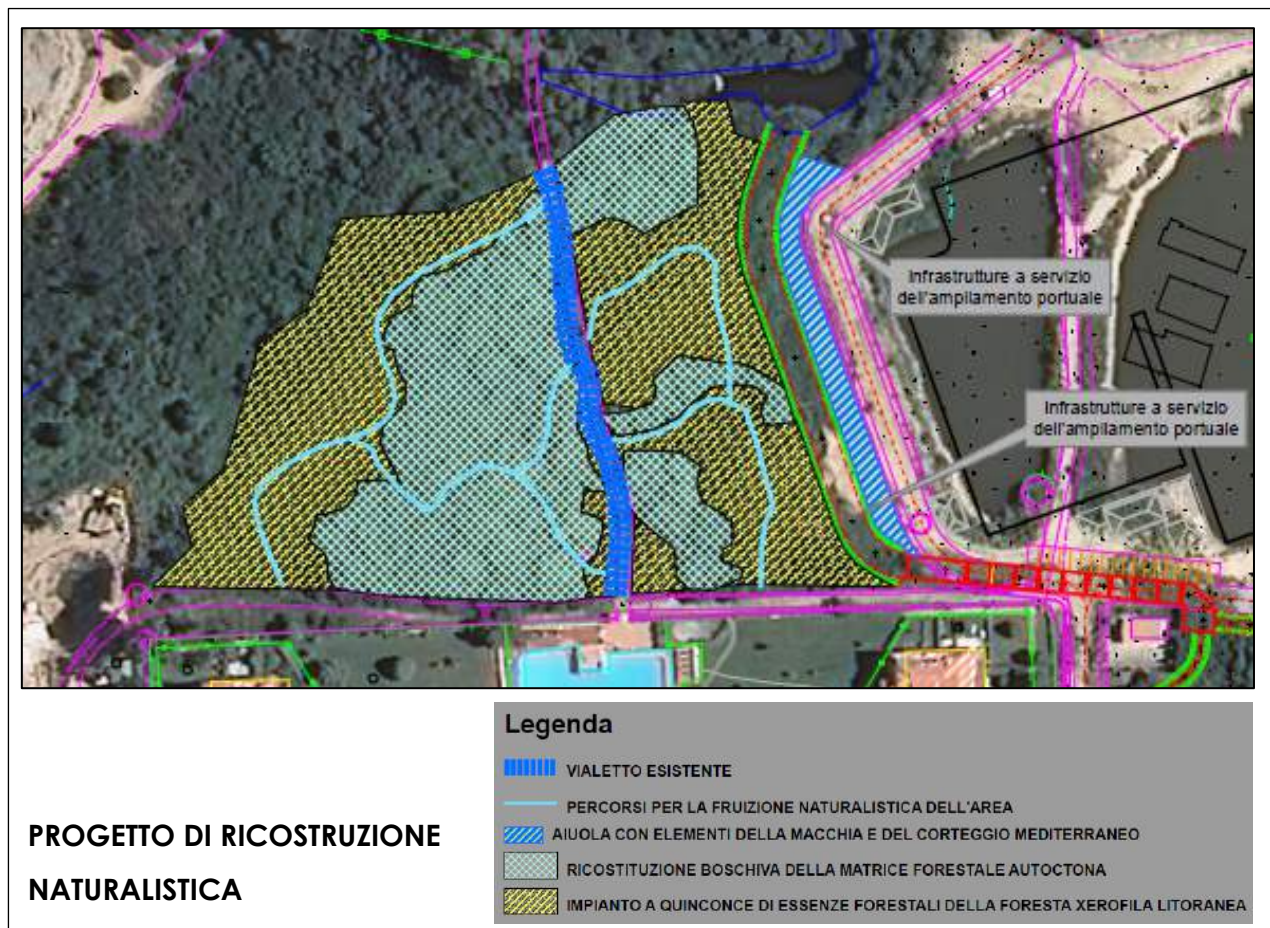 Infrastrutture a servizio
dell'ampilamento portuale
Infrastrutture a servizio
dell'ampilamento portuale
PROGETTO DI RICOSTRUZIONE
NATURALISTICA
Legenda
VIALETTO ESISTENTE
PERCORSI PER LA FRUIZIONE NATURALISTICA DELL'AREA
AIUOLA CON ELEMENTI DELLA MACCHIA E DEL CORTEGGIO MEDITERRANEO
RICOSTITUZIONE BOSCHIVA DELLA MATRICE FORESTALE AUTOCTONA
IMPIANTO A QUINCONCE DI ESSENZE FORESTALI DELLA FORESTA XEROFILA LITORANEA